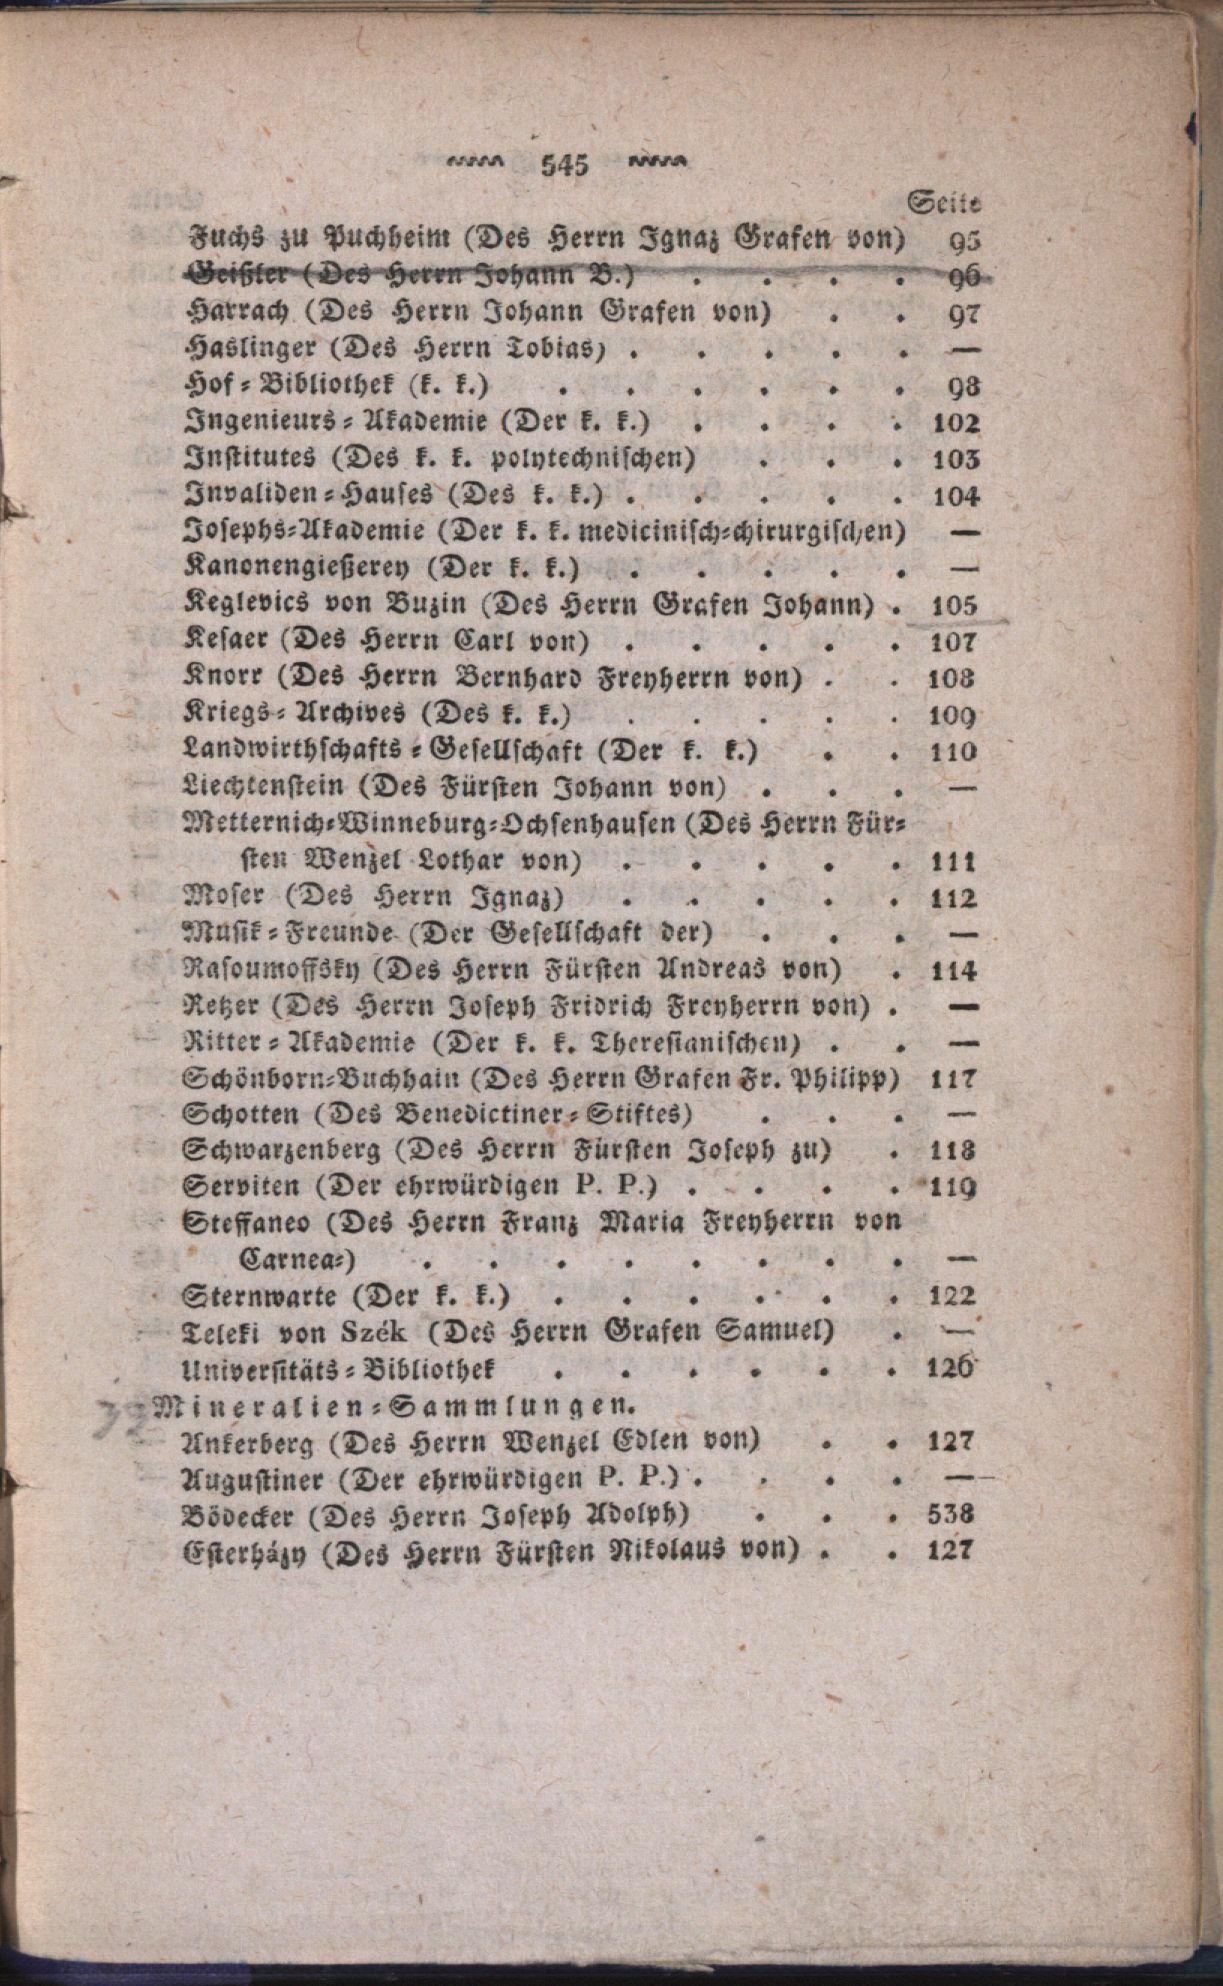 545
Seite
Fuchs zu Puchheim (Des Herrn Ignaz Grafen von) 95
Geißler (Des Herrn Johann B.) . . . . 96
Harrach (Des Herrn Johann Grafen von) . . 97
Haslinger (Des Herrn Tobias) . . . . . —
Hof-Bibliothek (k. k.) . . . . . . 98
Ingenieurs-Akademie (Der k. k.) . . . . 102
Institutes (Des k. k. polytechnischen) . . . 103
Invaliden-Hauses (Des k. k.) . . . . . 104
Josephs-Akademie (Der k. k. medicinisch-chirurgischen) —
Kanonengießerey (Der k. k.) . . . . . —
Keglevics von Buzin (Des Herrn Grafen Johann) . 105
Kesaer (Des Herrn Carl von) . . . . . 107
Knorr (Des Herrn Bernhard Freyherrn von) . . 108
Kriegs-Archives (Des k. k.) . . . . . 109
Landwirthschafts-Gesellschaft (Der k. k.) . . 110
Liechtenstein (Des Fürsten Johann von) . . . —
Metternich-Winneburg-Ochsenhausen (Des Herrn Für-
sten Wenzel Lothar von) . . . . . 111
Moser (Des Herrn Ignaz) . . . . . 112
Musik-Freunde (Der Gesellschaft der) . . . —
Rasoumoffsky (Des Herrn Fürsten Andreas von) . 114
Retzer (Des Herrn Joseph Fridrich Freyherrn von) . —
Ritter-Akademie (Der k. k. Theresianischen) . . —
Schönborn-Buchhain (Des Herrn Grafen Fr. Philipp) 117
Schotten (Des Benedictiner-Stiftes) . . . —
Schwarzenberg (Des Herrn Fürsten Joseph zu) . 118
Serviten (Der ehrwürdigen P. P.) . . . . 119
Steffaneo (Des Herrn Franz Maria Freyherrn von
Carnea-) . . . . . . . . —
Sternwarte (Der k. k.) . . . . . . 122
Teleki von Szék (Des Herrn Grafen Samuel) . —
Universitäts-Bibliothek . . . . . . 126
Mineralien-Sammlungen.
Ankerberg (Des Herrn Wenzel Edlen von) . . 127
Augustiner (Der ehrwürdigen P. P.) . . . . —
Bödecker (Des Herrn Joseph Adolph) . . . 538
Esterházy (Des Herrn Fürsten Nikolaus von) . . 127